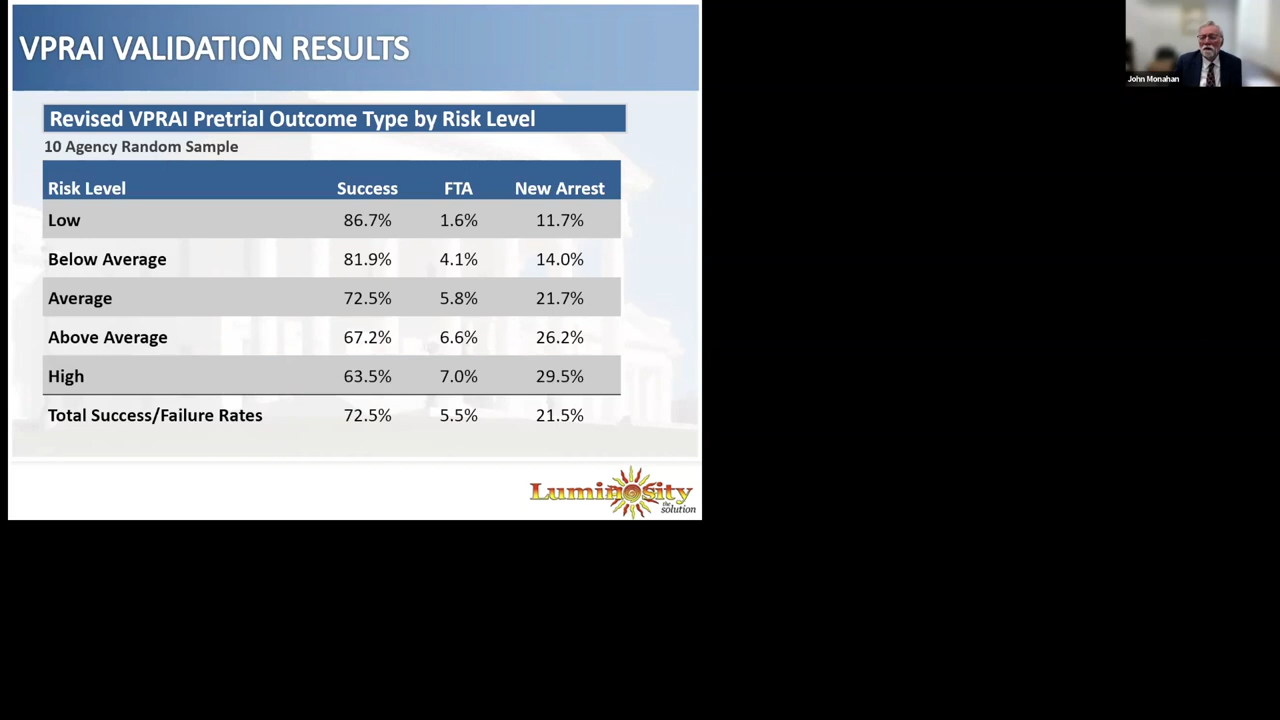 VPRAI VALIDATION RESULTS
Revised VPRAI Pretrial Outcome Type by Risk Level
10 Agency Random Sample
Risk Level Success FTA New Arrest
Low 86.7% 1.6% 11.7%
Below Average 81.9% 4.1% 14.0%
Average 72.5% 5.8% 21.7%
Above Average 67.2% 6.6% 26.2%
High 63.5% 7.0% 29.5%
Total Success/Failure Rates 72.5% 5.5% 21.5%
Luminosity
the
solution
John Monahan